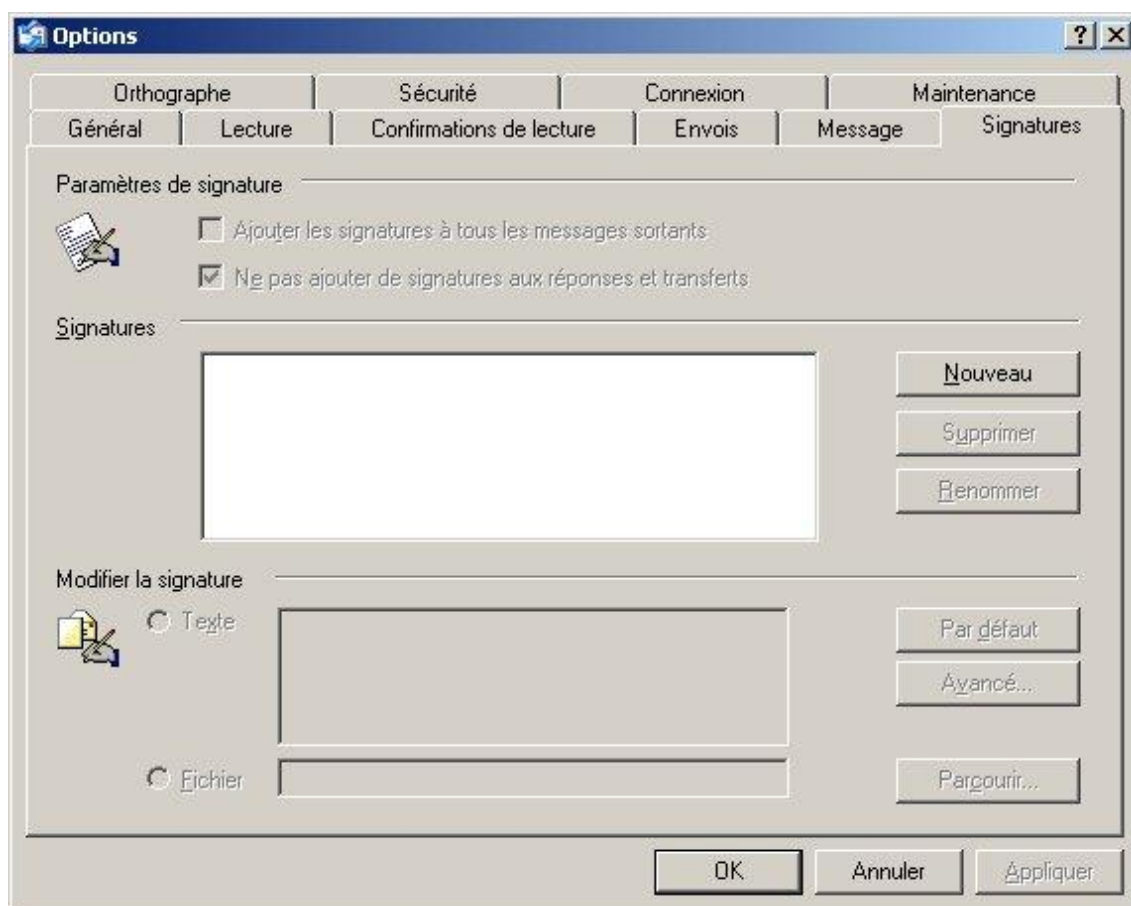 Options
Orthographe Sécurité Connexion Maintenance
Général Lecture Confirmations de lecture Envois Message Signatures
Paramètres de signature
Ajouter les signatures à tous les messages sortants
Ne pas ajouter de signatures aux réponses et transferts
Signatures
Nouveau
Supprimer
Renommer
Modifier la signature
Texte
Par défaut
Avancé...
Fichier
Parcourir...
OK Annuler Appliquer